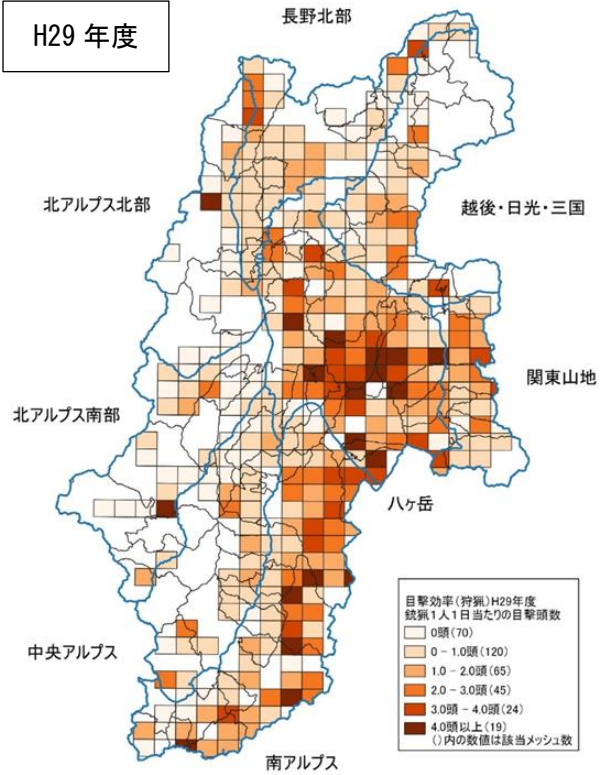 H29 年度
長野北部
北アルプス北部
越後・日光・三国
関東山地
北アルプス南部
八ヶ岳
中央アルプス
南アルプス
目撃効率(狩猟)H29年度
銃猟1人1日当たりの目撃頭数
0頭(70)
0 - 1.0頭(120)
1.0 - 2.0頭(65)
2.0 - 3.0頭(45)
3.0頭 - 4.0頭(24)
4.0頭以上(19)
()内の数値は該当メッシュ数